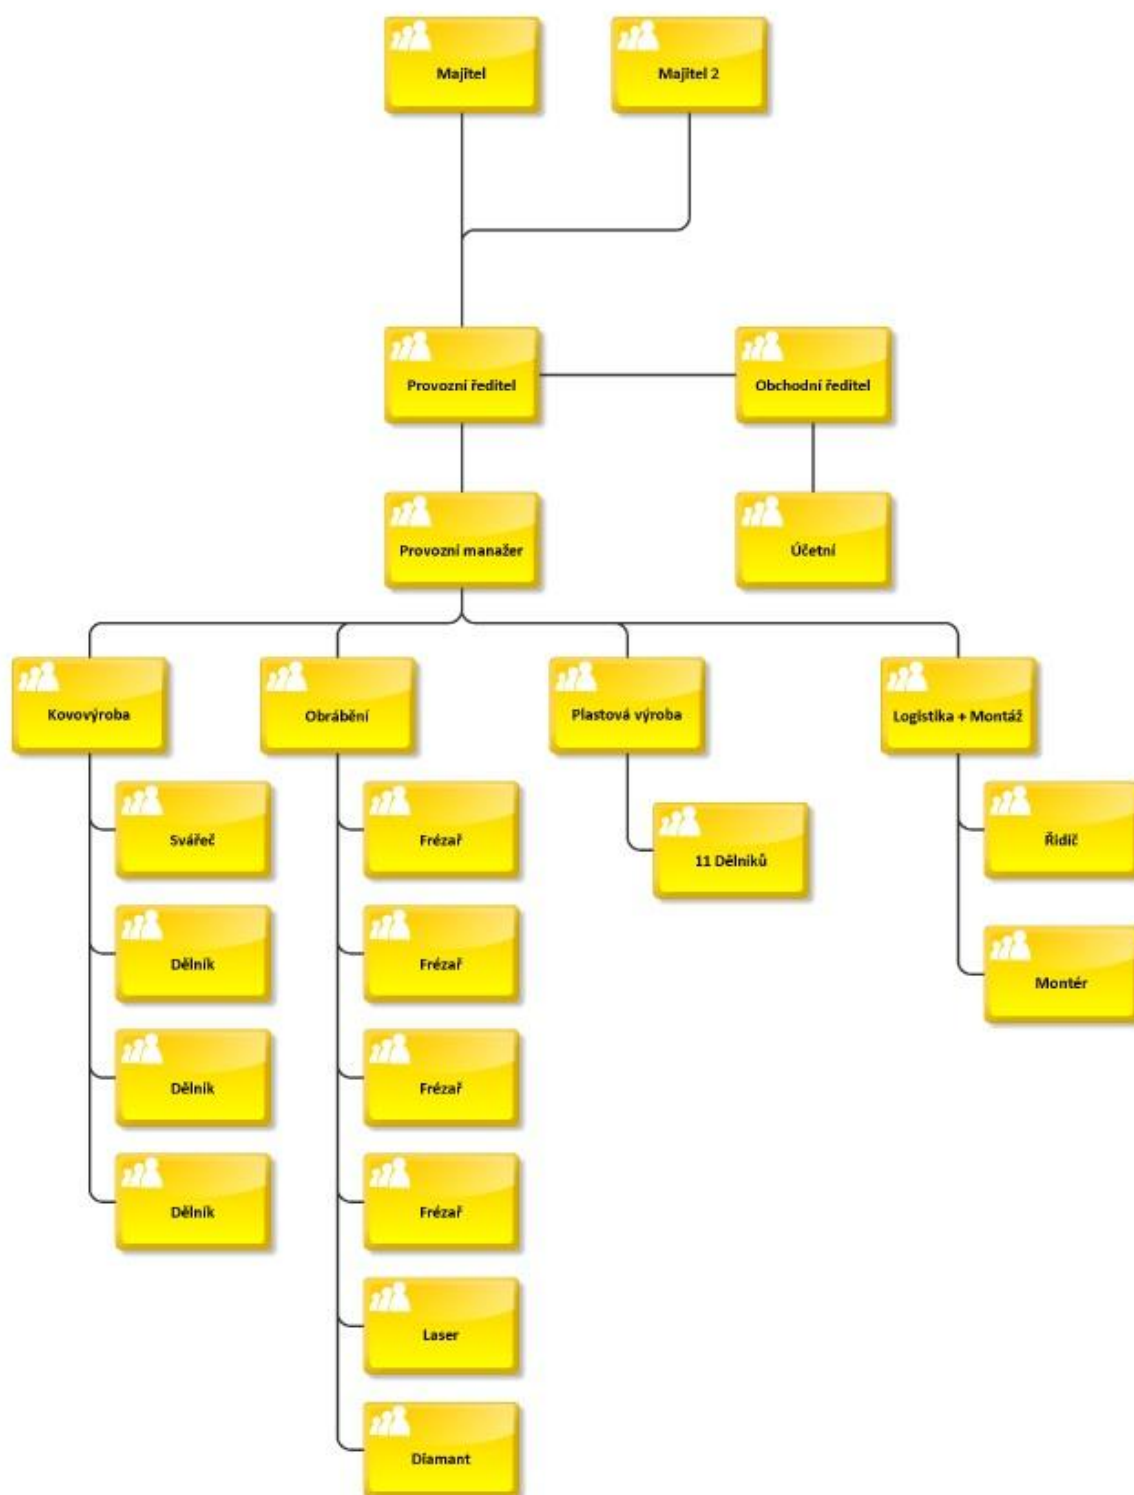 Majitel
Majitel 2
Provozní ředitel
Obchodní ředitel
Provozní manažer
Účetní
Kovovýroba
Obrábění
Plastová výroba
Logistika + Montáž
Svářeč
Dělník
Dělník
Dělník
Frézař
Frézař
Frézař
Frézař
Laser
Diamant
11 Dělníků
Řidič
Montér